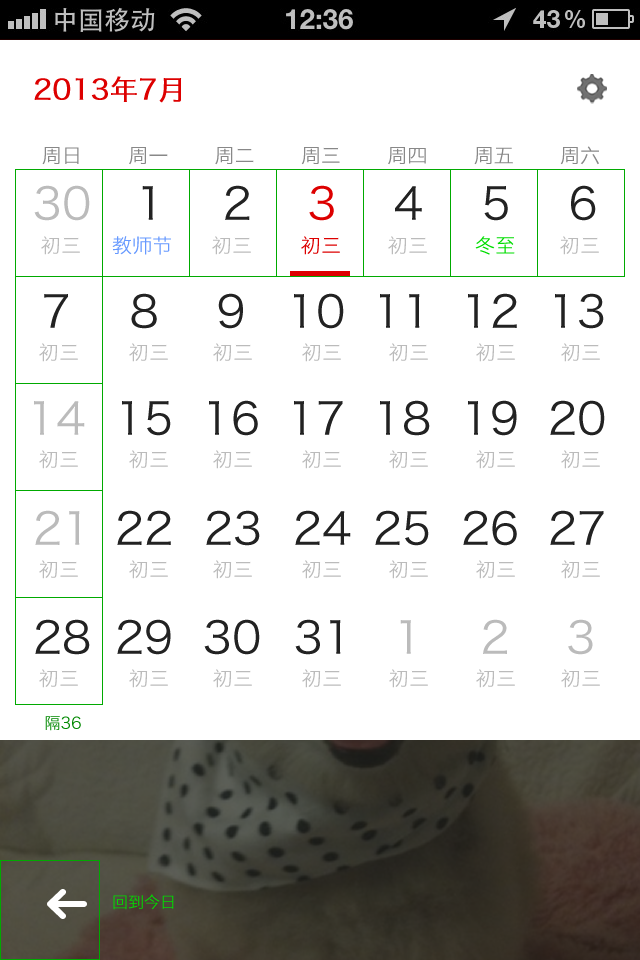 中国移动 12:36 43%
2013年7月
周日 周一 周二 周三 周四 周五 周六
30 1 2 3 4 5 6
初三 教师节 初三 初三 初三 冬至 初三
7 8 9 10 11 12 13
初三 初三 初三 初三 初三 初三 初三
14 15 16 17 18 19 20
初三 初三 初三 初三 初三 初三 初三
21 22 23 24 25 26 27
初三 初三 初三 初三 初三 初三 初三
28 29 30 31 1 2 3
初三 初三 初三 初三 初三 初三 初三
隔36
回到今日